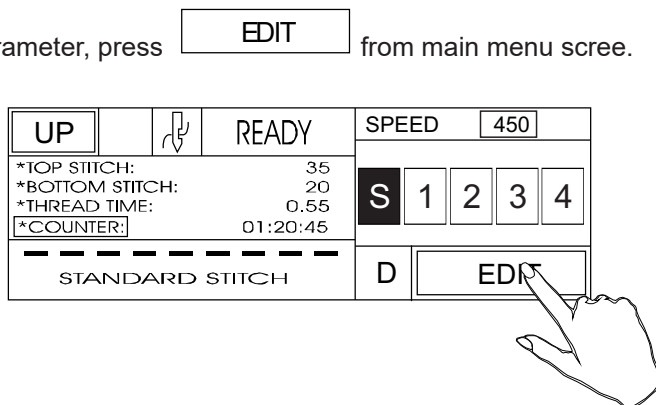 rameter, press EDIT from main menu scree.
UP READY SPEED 450
*TOP STITCH: 35
*BOTTOM STITCH: 20
*THREAD TIME: 0.55
*COUNTER: 01:20:45
S 1 2 3 4
STANDARD STITCH
D EDIT